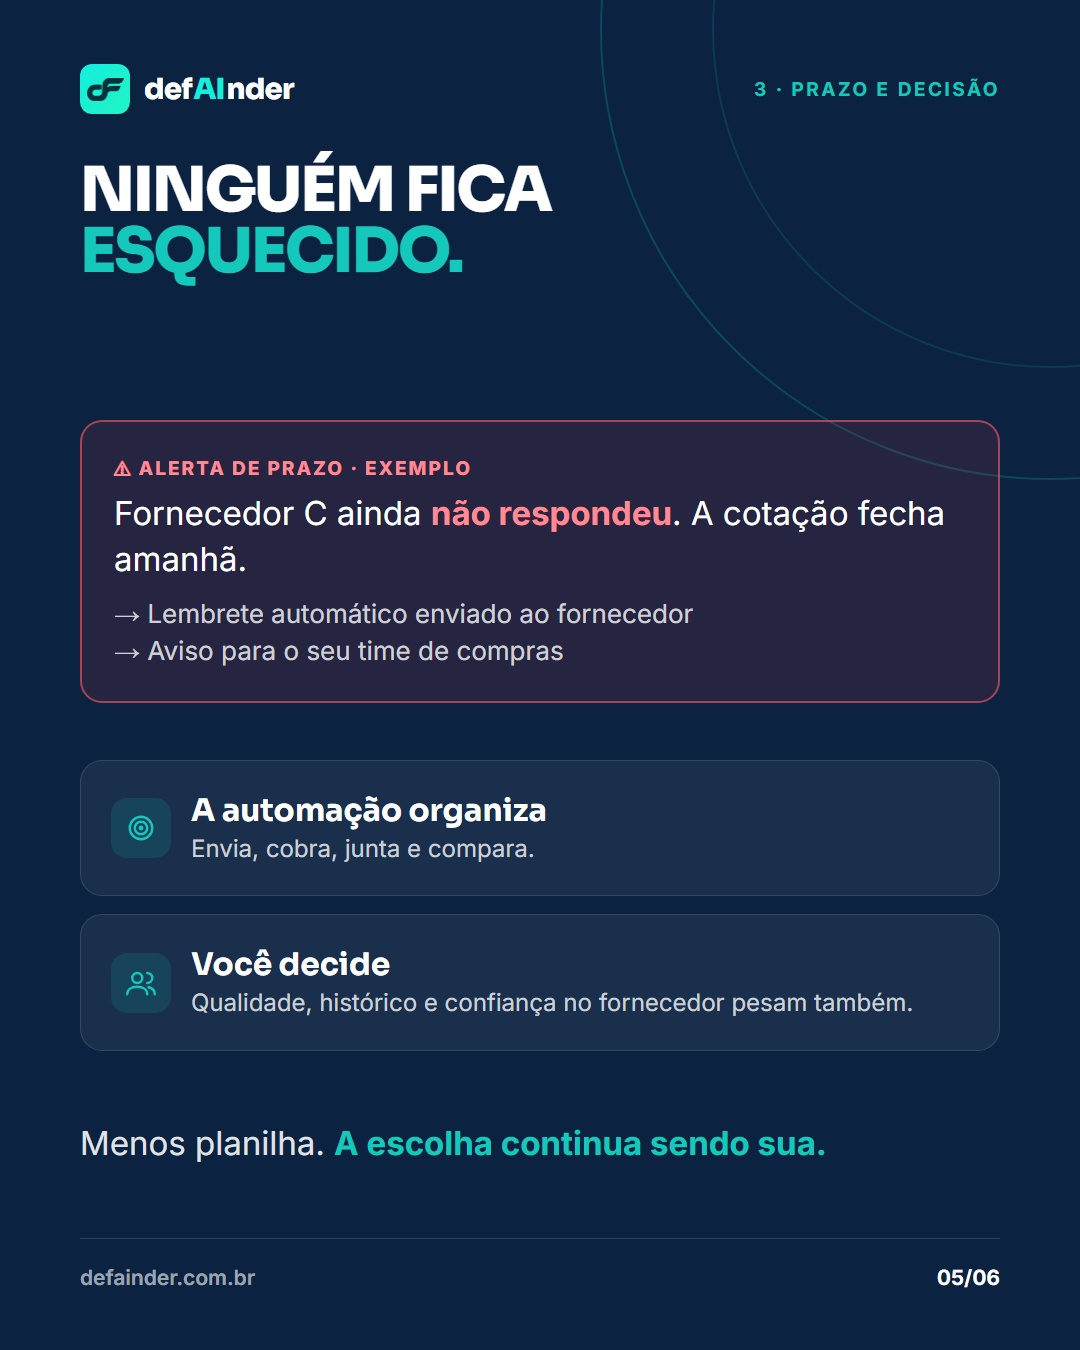 defAInder
3 · PRAZO E DECISÃO
NINGUÉM FICA
ESQUECIDO.
⚠ ALERTA DE PRAZO · EXEMPLO
Fornecedor C ainda não respondeu. A cotação fecha
amanhã.
→ Lembrete automático enviado ao fornecedor
→ Aviso para o seu time de compras
A automação organiza
Envia, cobra, junta e compara.
Você decide
Qualidade, histórico e confiança no fornecedor pesam também.
Menos planilha. A escolha continua sendo sua.
defainder.com.br
05/06